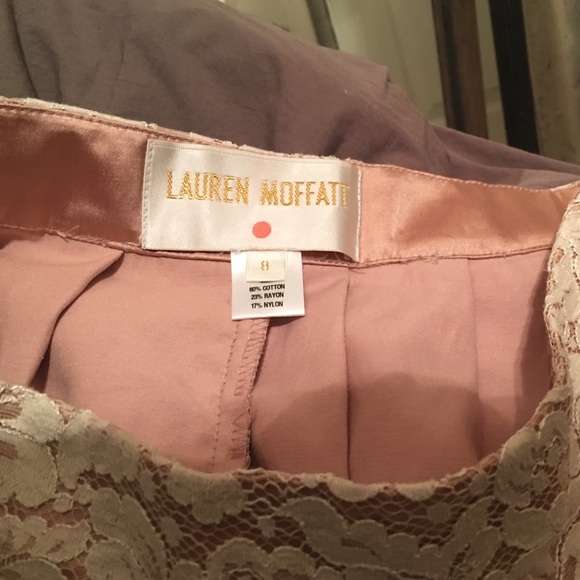 LAUREN MOFFATT
8
60% COTTON
23% RAYON
17% NYLON